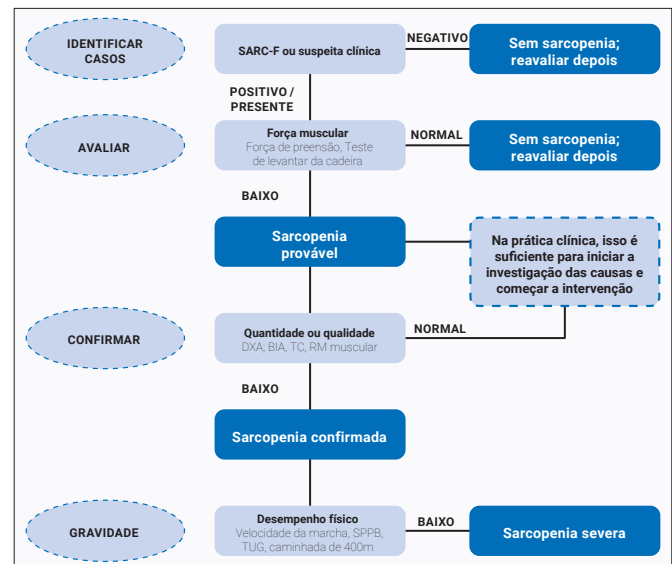 IDENTIFICAR
CASOS
SARC-F ou suspeita clínica
NEGATIVO
Sem sarcopenia;
reavaliar depois
POSITIVO /
PRESENTE
AVALIAR
Força muscular
Força de preensão, Teste
de levantar da cadeira
NORMAL
Sem sarcopenia;
reavaliar depois
BAIXO
Sarcopenia
provável
Na prática clínica, isso é
suficiente para iniciar a
investigação das causas e
começar a intervenção
CONFIRMAR
Quantidade ou qualidade
DXA; BIA, TC, RM muscular
NORMAL
BAIXO
Sarcopenia confirmada
GRAVIDADE
Desempenho físico
Velocidade da marcha, SPPB,
TUG, caminhada de 400m
BAIXO
Sarcopenia severa